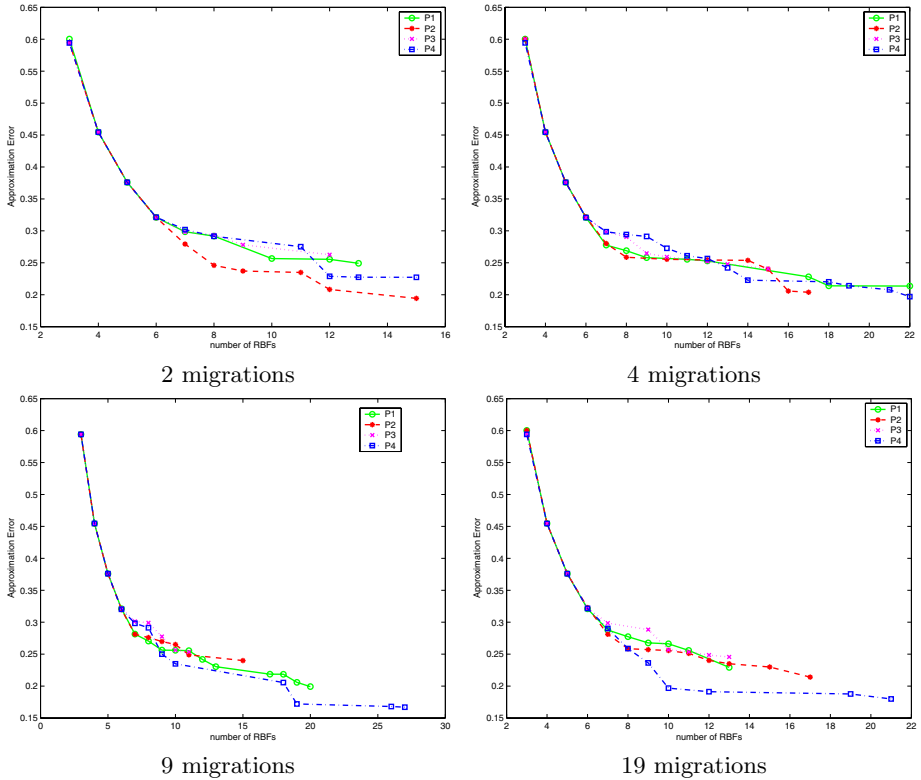 0.65
0.6
0.55
0.5
0.45
0.4
0.35
0.3
0.25
0.2
0.15
Approximation Error
2 4 6 8 10 12 14 16
number of RBFs
P1
P2
P3
P4
2 migrations
0.65
0.6
0.55
0.5
0.45
0.4
0.35
0.3
0.25
0.2
0.15
Approximation Error
2 4 6 8 10 12 14 16 18 20 22
number of RBFs
P1
P2
P3
P4
4 migrations
0.65
0.6
0.55
0.5
0.45
0.4
0.35
0.3
0.25
0.2
0.15
Approximation Error
0 5 10 15 20 25 30
number of RBFs
P1
P2
P3
P4
9 migrations
0.65
0.6
0.55
0.5
0.45
0.4
0.35
0.3
0.25
0.2
0.15
Approximation Error
2 4 6 8 10 12 14 16 18 20 22
number of RBFs
P1
P2
P3
P4
19 migrations